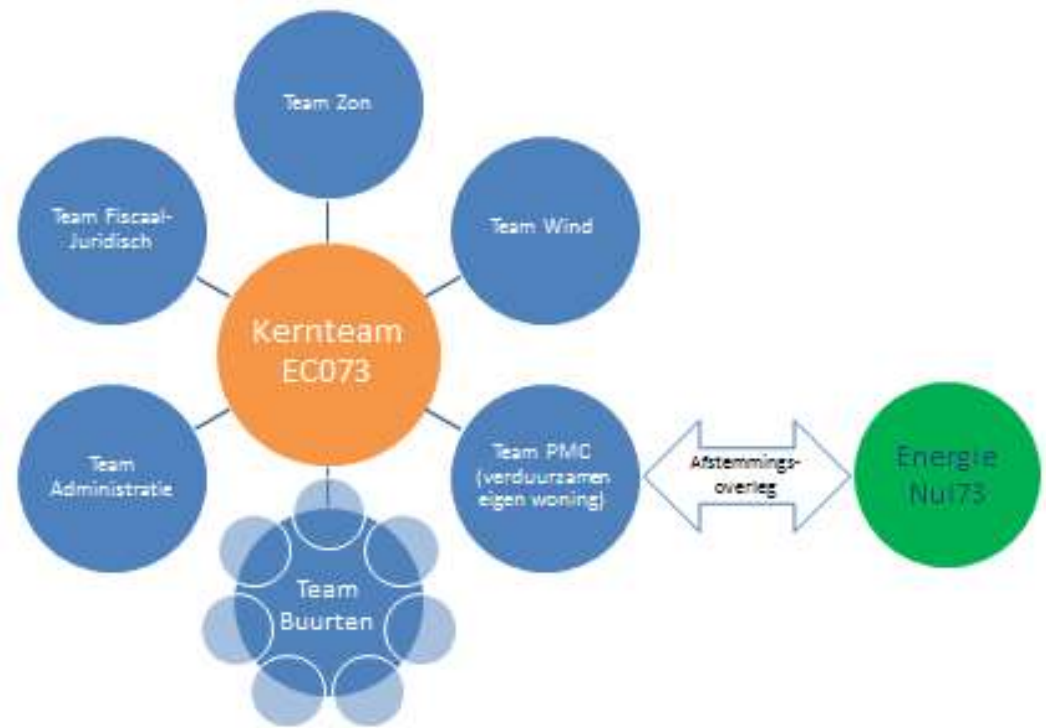 Team Zon
Team Fiscaal-
Juridisch
Team Wind
Kernteam
EC073
Team
Administratie
Team PMC
(verduurzamen
eigen woning)
Afstemmings-
overleg
Energie
Nul73
Team
Buurten